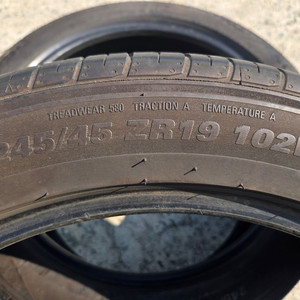 TREADWEAR 580 TRACTION A TEMPERATURE A
245/45 ZR19